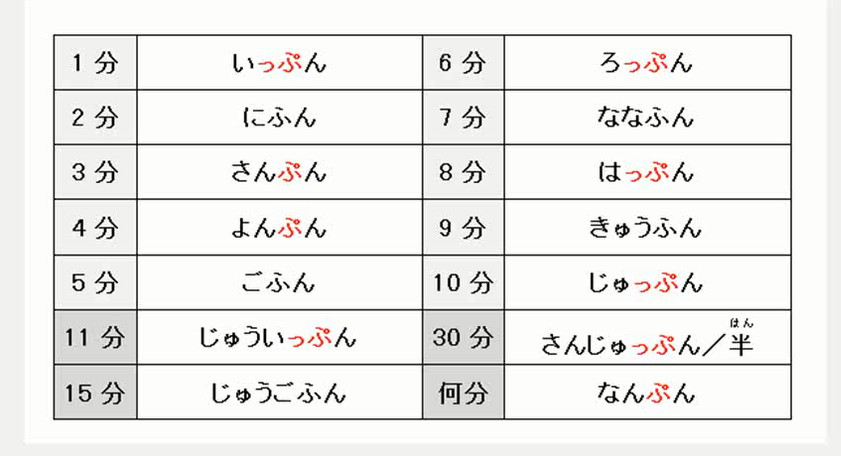 1 分 いっぷん 6 分 ろっぷん
2 分 にふん 7 分 ななふん
3 分 さんぷん 8 分 はっぷん
4 分 よんぷん 9 分 きゅうふん
5 分 ごふん 10 分 じゅっぷん
はん
11 分 じゅういっぷん 30 分 さんじゅっぷん／半
15 分 じゅうごふん 何分 なんぷん